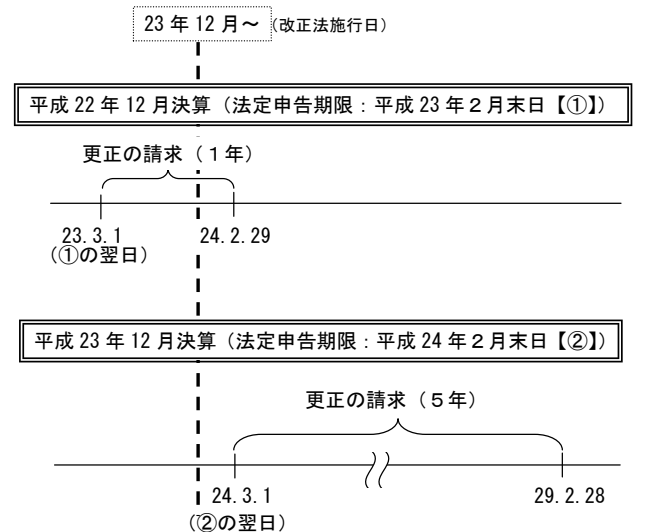 23年12月～(改正法施行日)
平成22年12月決算（法定申告期限：平成23年２月末日【①】）
更正の請求（１年）
23.3.1 24.2.29
（①の翌日）
平成23年12月決算（法定申告期限：平成24年２月末日【②】）
更正の請求（５年）
24.3.1 29.2.28
（②の翌日）